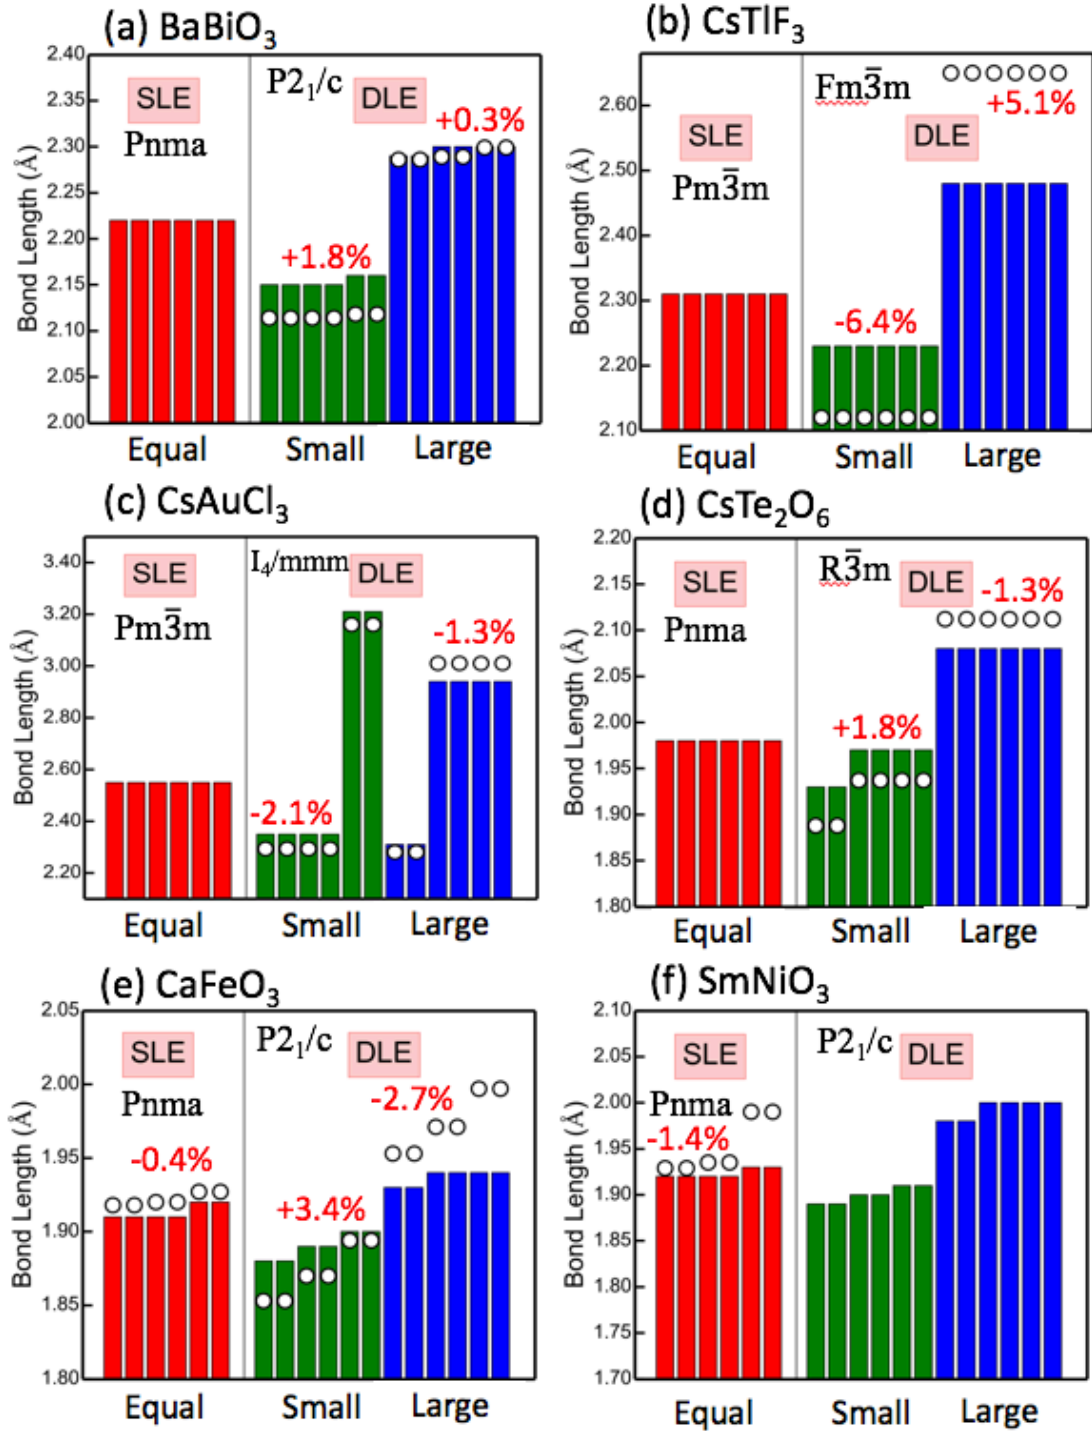 (a) BaBiO₃
Bond Length (Å)
2.40
2.35
2.30
2.25
2.20
2.15
2.10
2.05
2.00
SLE
Pnma
P2₁/c
DLE
+0.3%
+1.8%
Equal
Small
Large
(b) CsTlF₃
Bond Length (Å)
2.60
2.50
2.40
2.30
2.20
2.10
SLE
Pm3̅m
Fm3̅m
DLE
+5.1%
-6.4%
Equal
Small
Large
(c) CsAuCl₃
Bond Length (Å)
3.40
3.20
3.00
2.80
2.60
2.40
2.20
SLE
Pm3̅m
I₄/mmm
DLE
-1.3%
-2.1%
Equal
Small
Large
(d) CsTe₂O₆
Bond Length (Å)
2.20
2.15
2.10
2.05
2.00
1.95
1.90
1.85
1.80
SLE
Pnma
R3̅m
DLE
-1.3%
+1.8%
Equal
Small
Large
(e) CaFeO₃
Bond Length (Å)
2.05
2.00
1.95
1.90
1.85
1.80
SLE
Pnma
-0.4%
P2₁/c
DLE
-2.7%
+3.4%
Equal
Small
Large
(f) SmNiO₃
Bond Length (Å)
2.10
2.05
2.00
1.95
1.90
1.85
1.80
1.75
1.70
SLE
Pnma
-1.4%
P2₁/c
DLE
Equal
Small
Large